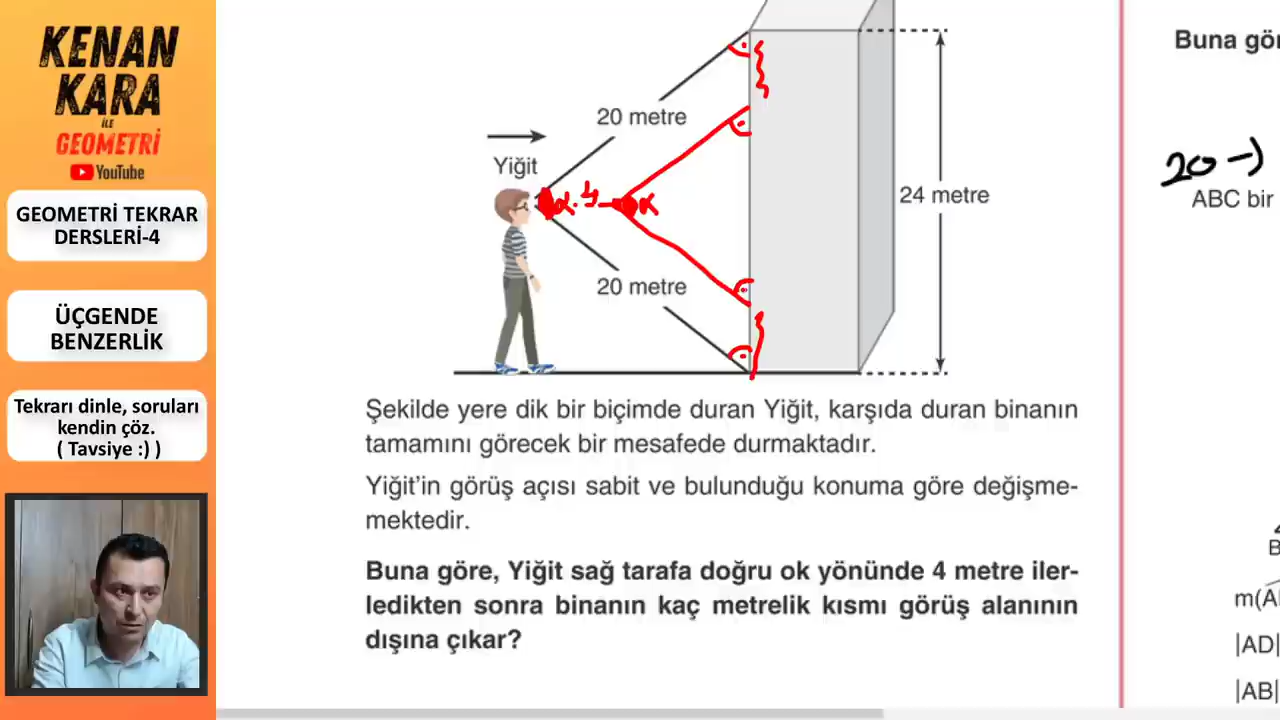 KENAN
KARA
İLE
GEOMETRİ
YouTube
GEOMETRİ TEKRAR
DERSLERİ-4
ÜÇGENDE
BENZERLİK
Tekrarı dinle, soruları
kendin çöz.
( Tavsiye :) )
20 metre
Yiğit
α 4 α
24 metre
20 metre
Şekilde yere dik bir biçimde duran Yiğit, karşıda duran binanın
tamamını görecek bir mesafede durmaktadır.
Yiğit'in görüş açısı sabit ve bulunduğu konuma göre değişme-
mektedir.
Buna göre, Yiğit sağ tarafa doğru ok yönünde 4 metre iler-
ledikten sonra binanın kaç metrelik kısmı görüş alanının
dışına çıkar?
Buna gör
20 →
ABC bir
B
m(A
|AD|
|AB|